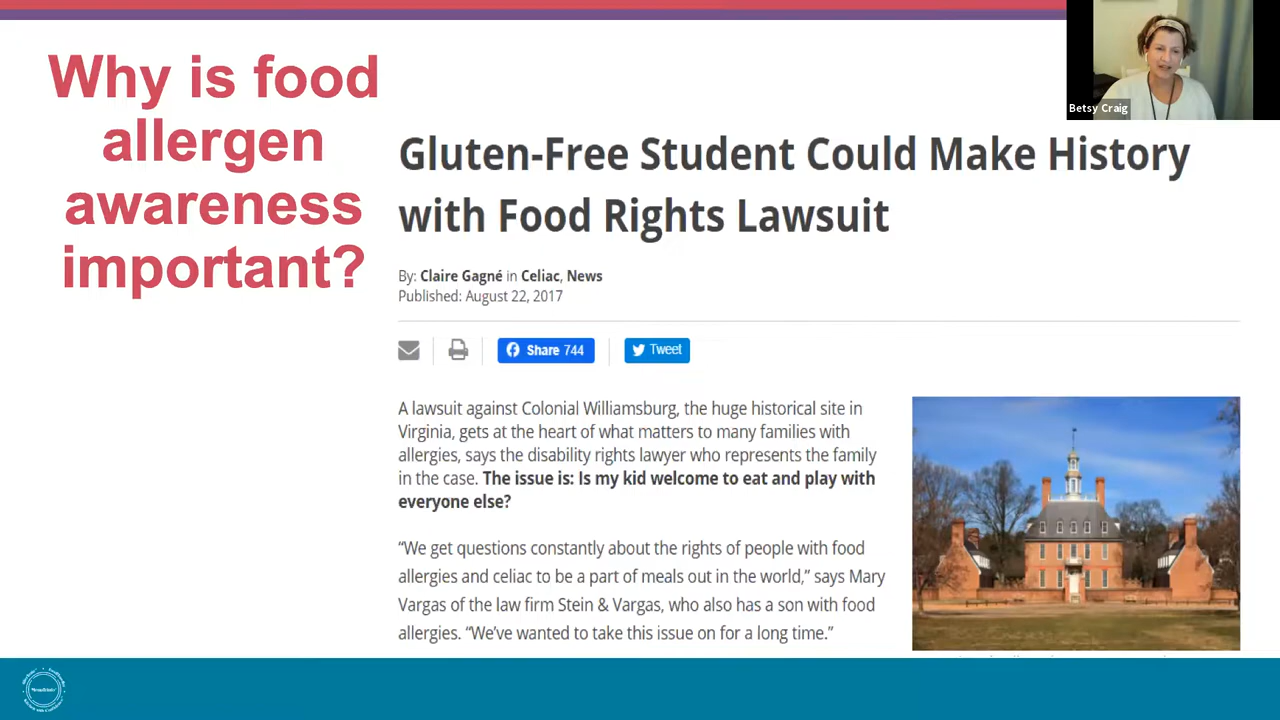 Why is food
allergen
awareness
important?
Betsy Craig
Gluten-Free Student Could Make History
with Food Rights Lawsuit
By: Claire Gagné in Celiac, News
Published: August 22, 2017
Share 744
Tweet
A lawsuit against Colonial Williamsburg, the huge historical site in
Virginia, gets at the heart of what matters to many families with
allergies, says the disability rights lawyer who represents the family
in the case. The issue is: Is my kid welcome to eat and play with
everyone else?
“We get questions constantly about the rights of people with food
allergies and celiac to be a part of meals out in the world,” says Mary
Vargas of the law firm Stein & Vargas, who also has a son with food
allergies. “We’ve wanted to take this issue on for a long time.”